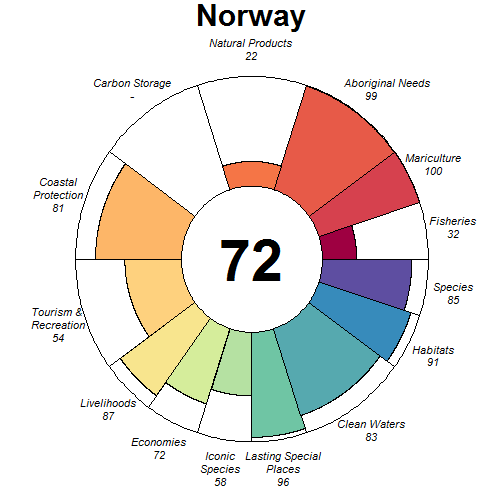 Norway
Natural Products
22
Carbon Storage
-
Aboriginal Needs
99
Mariculture
100
Coastal
Protection
81
Fisheries
32
72
Species
85
Tourism &
Recreation
54
Habitats
91
Livelihoods
87
Clean Waters
83
Economies
72
Iconic
Species
58
Lasting Special
Places
96